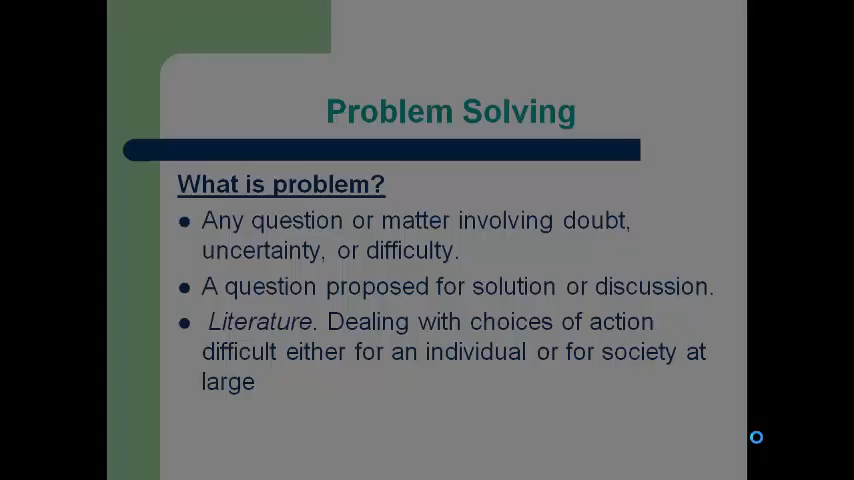 Problem Solving
What is problem?
Any question or matter involving doubt,
uncertainty, or difficulty.
A question proposed for solution or discussion.
Literature. Dealing with choices of action
difficult either for an individual or for society at
large